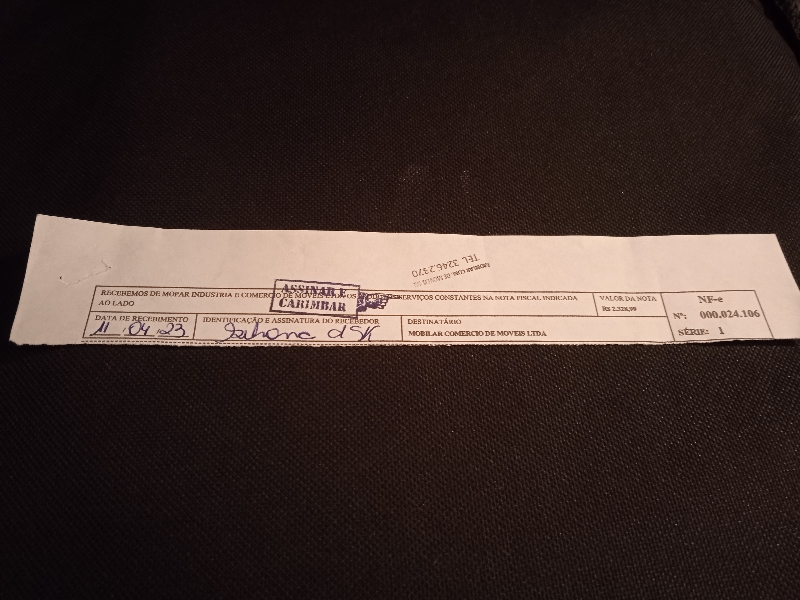 TEL 3246.2370
ASSINAR E
CARIMBAR
RECEBEMOS DE MOPAR INDUSTRIA E COMERCIO DE MOVEIS OS SERVIÇOS CONSTANTES NA NOTA FISCAL INDICADA
AO LADO
VALOR DA NOTA
NF-e
Nº: 000.024.106
SÉRIE: 1
DATA DE RECEBIMENTO
11 04 23
IDENTIFICAÇÃO E ASSINATURA DO RECEBEDOR
DESTINATÁRIO
MOBILAR COMERCIO DE MOVEIS LTDA